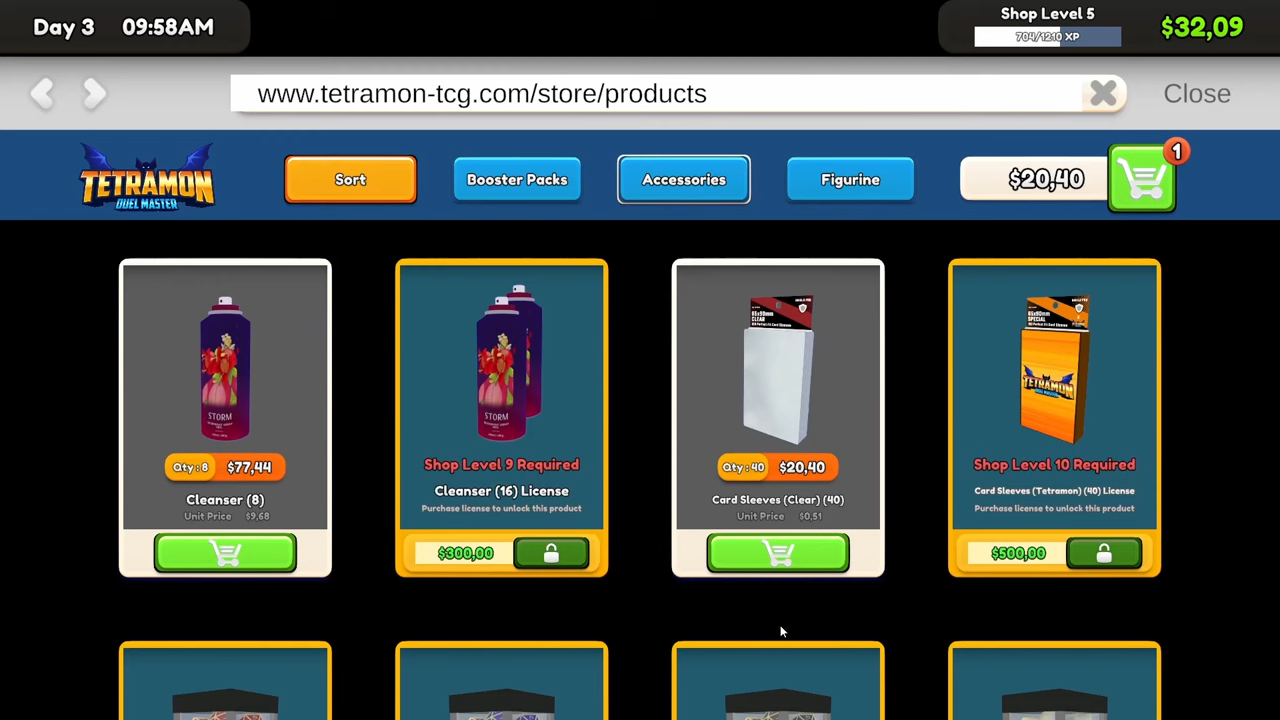 Day 3 09:58AM
Shop Level 5
704/1210 XP
$32,09
www.tetramon-tcg.com/store/products
Close
TETRAMON
DUEL MASTER
Sort
Booster Packs
Accessories
Figurine
$20,40
1
STORM
Qty : 8 $77,44
Cleanser (8)
Unit Price $9,68
STORM
Shop Level 9 Required
Cleanser (16) License
Purchase license to unlock this product
$300,00
65x90mm
CLEAR
Qty : 40 $20,40
Card Sleeves (Clear) (40)
Unit Price $0,51
65x90mm
SPECIAL
TETRAMON
Shop Level 10 Required
Card Sleeves (Tetramon) (40) License
Purchase license to unlock this product
$500,00